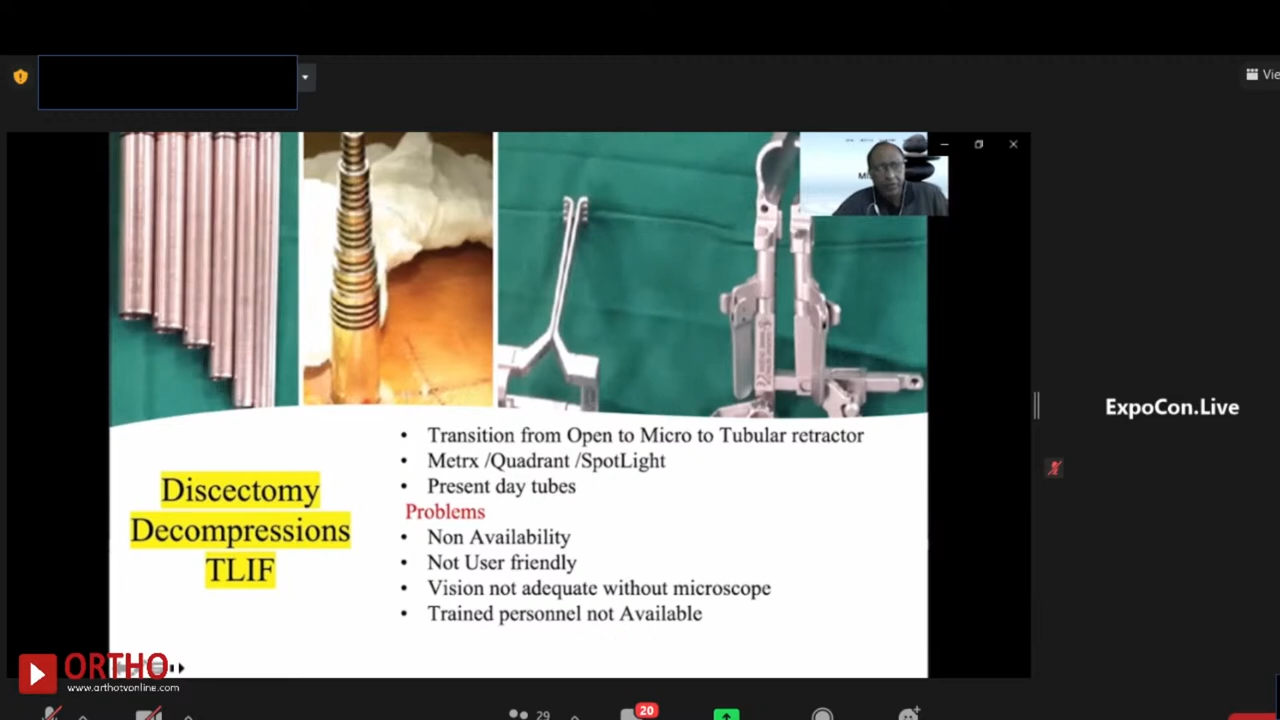 Vie
ExpoCon.Live
Discectomy
Decompressions
TLIF
• Transition from Open to Micro to Tubular retractor
• Metrx /Quadrant /SpotLight
• Present day tubes
Problems
• Non Availability
• Not User friendly
• Vision not adequate without microscope
• Trained personnel not Available
ORTHO
www.orthotvonline.com
29
20